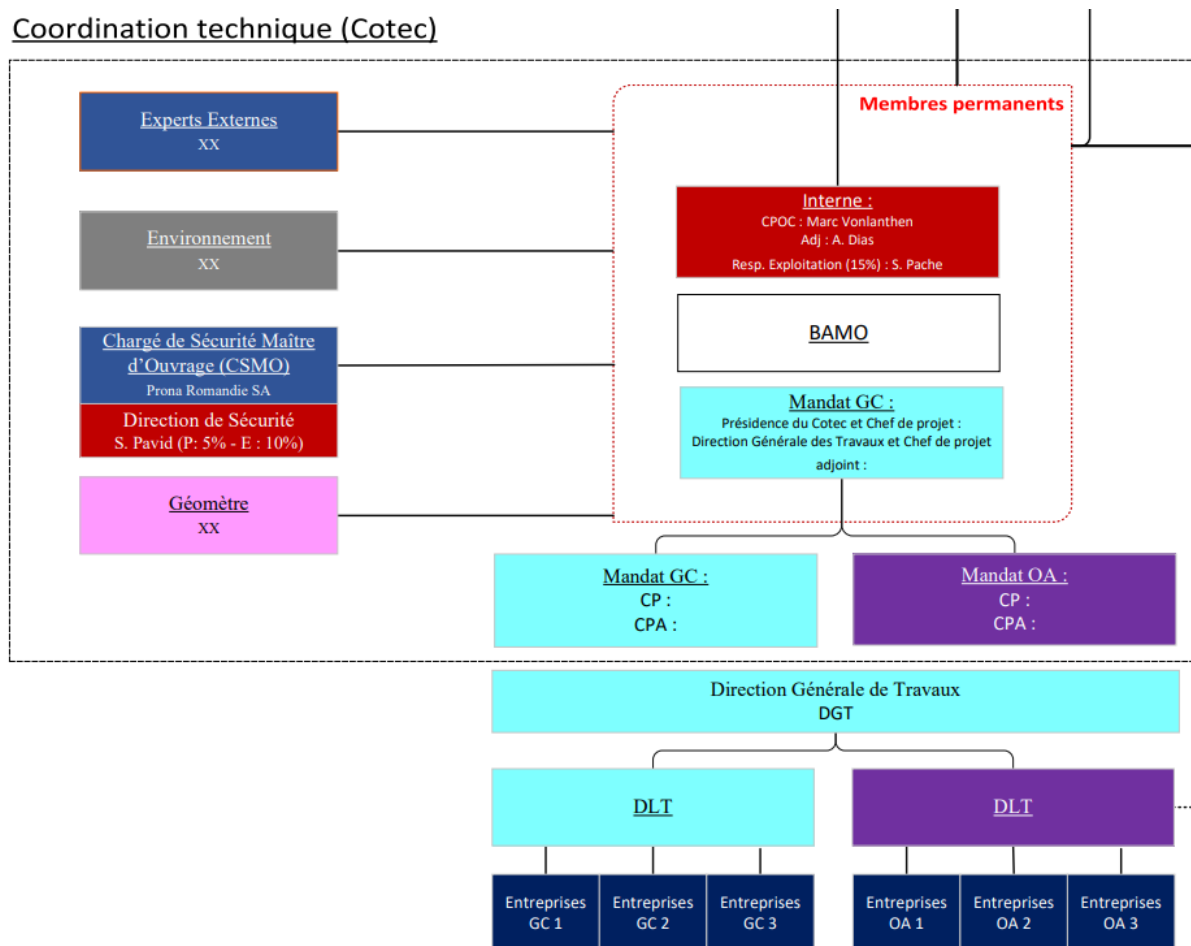 Coordination technique (Cotec)
Membres permanents
Experts Externes
XX
Environnement
XX
Chargé de Sécurité Maître
d’Ouvrage (CSMO)
Prona Romandie SA
Direction de Sécurité
S. Pavid (P: 5% - E : 10%)
Géomètre
XX
Interne :
CPOC : Marc Vonlanthen
Adj : A. Dias
Resp. Exploitation (15%) : S. Pache
BAMO
Mandat GC :
Présidence du Cotec et Chef de projet :
Direction Générale des Travaux et Chef de projet
adjoint :
Mandat GC :
CP :
CPA :
Mandat OA :
CP :
CPA :
Direction Générale de Travaux
DGT
DLT
DLT
Entreprises
GC 1
Entreprises
GC 2
Entreprises
GC 3
Entreprises
OA 1
Entreprises
OA 2
Entreprises
OA 3